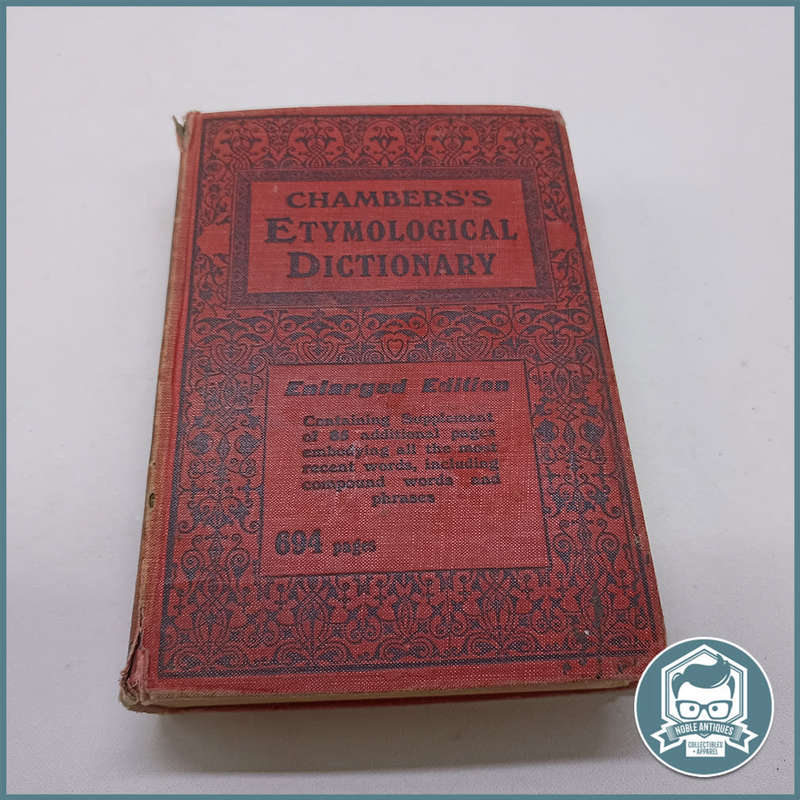 CHAMBERS'S
ETYMOLOGICAL
DICTIONARY
Enlarged Edition
Containing Supplement
of 85 additional pages
embodying all the most
recent words, including
compound words and
phrases
694 pages
NOBLE ANTIQUES
COLLECTIBLES
+ APPAREL